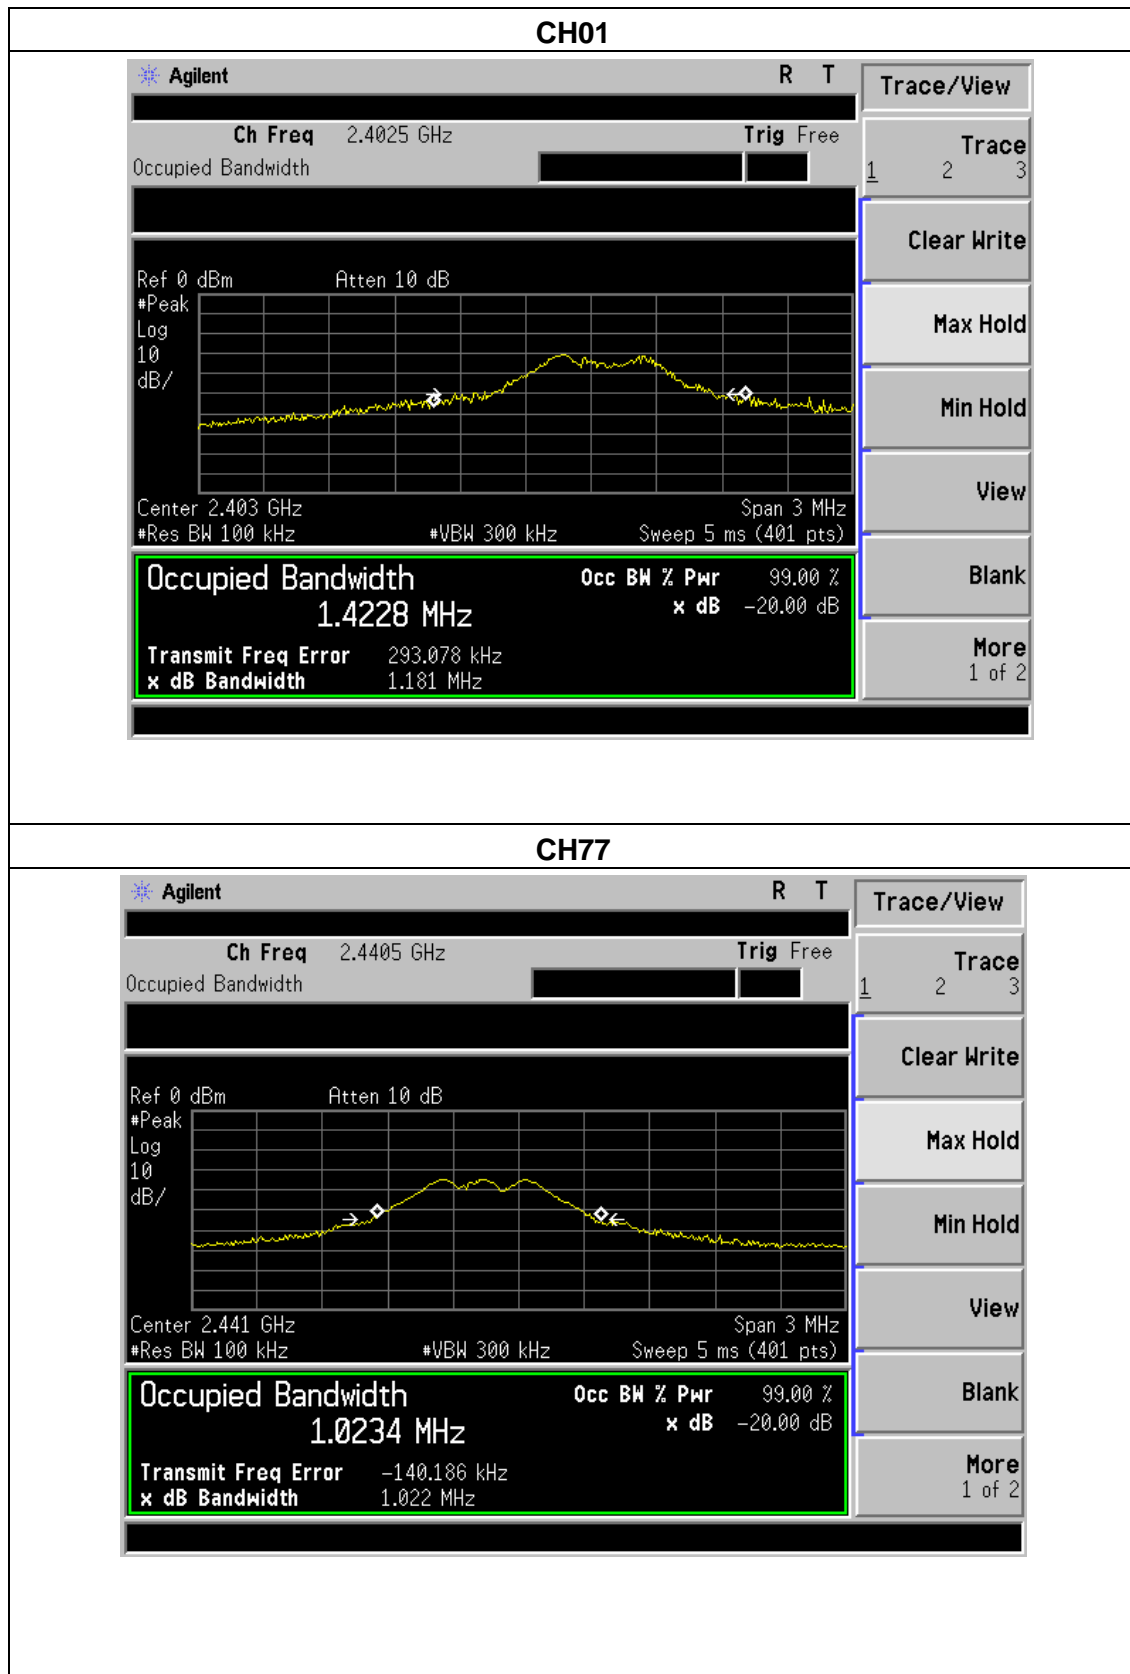 CH01
Agilent R T
Trace/View
Ch Freq 2.4025 GHz Trig Free
Occupied Bandwidth
Trace
1 2 3
Clear Write
Ref 0 dBm Atten 10 dB
#Peak
Log
10
dB/
Max Hold
Min Hold
View
Center 2.403 GHz Span 3 MHz
#Res BW 100 kHz #VBW 300 kHz Sweep 5 ms (401 pts)
Occupied Bandwidth Occ BW % Pwr 99.00 %
1.4228 MHz x dB -20.00 dB
Blank
Transmit Freq Error 293.078 kHz
x dB Bandwidth 1.181 MHz
More
1 of 2
CH77
Agilent R T
Trace/View
Ch Freq 2.4405 GHz Trig Free
Occupied Bandwidth
Trace
1 2 3
Clear Write
Ref 0 dBm Atten 10 dB
#Peak
Log
10
dB/
Max Hold
Min Hold
View
Center 2.441 GHz Span 3 MHz
#Res BW 100 kHz #VBW 300 kHz Sweep 5 ms (401 pts)
Occupied Bandwidth Occ BW % Pwr 99.00 %
1.0234 MHz x dB -20.00 dB
Blank
Transmit Freq Error -140.186 kHz
x dB Bandwidth 1.022 MHz
More
1 of 2